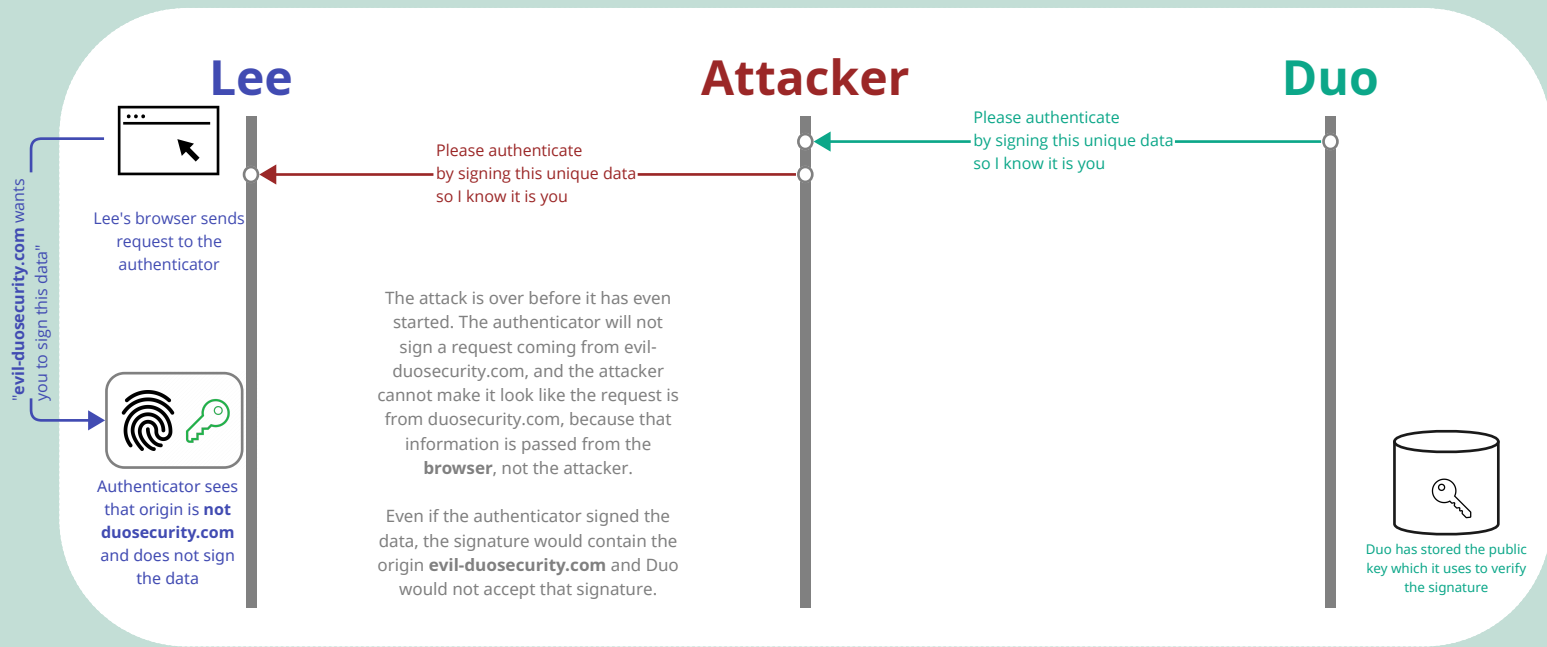 Lee
Attacker
Duo
Please authenticate
by signing this unique data
so I know it is you
Please authenticate
by signing this unique data
so I know it is you
"evil-duosecurity.com wants
you to sign this data"
Lee's browser sends
request to the
authenticator
The attack is over before it has even
started. The authenticator will not
sign a request coming from evil-
duosecurity.com, and the attacker
cannot make it look like the request is
from duosecurity.com, because that
information is passed from the
browser, not the attacker.
Even if the authenticator signed the
data, the signature would contain the
origin evil-duosecurity.com and Duo
would not accept that signature.
Authenticator sees
that origin is not
duosecurity.com
and does not sign
the data
Duo has stored the public
key which it uses to verify
the signature